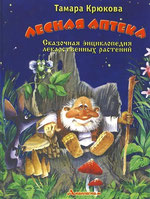 Тамара Крюкова
ЛЕСНАЯ АПТЕКА
Сказочная энциклопедия
лекарственных растений